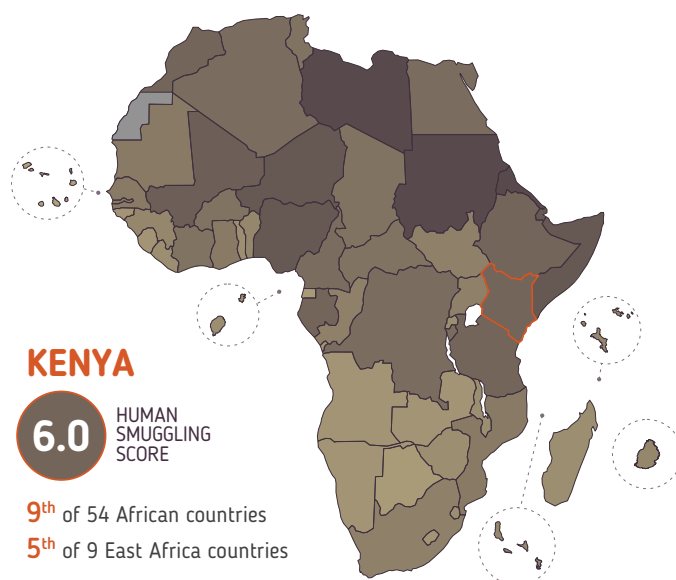 KENYA
6.0
HUMAN
SMUGGLING
SCORE
9th of 54 African countries
5th of 9 East Africa countries